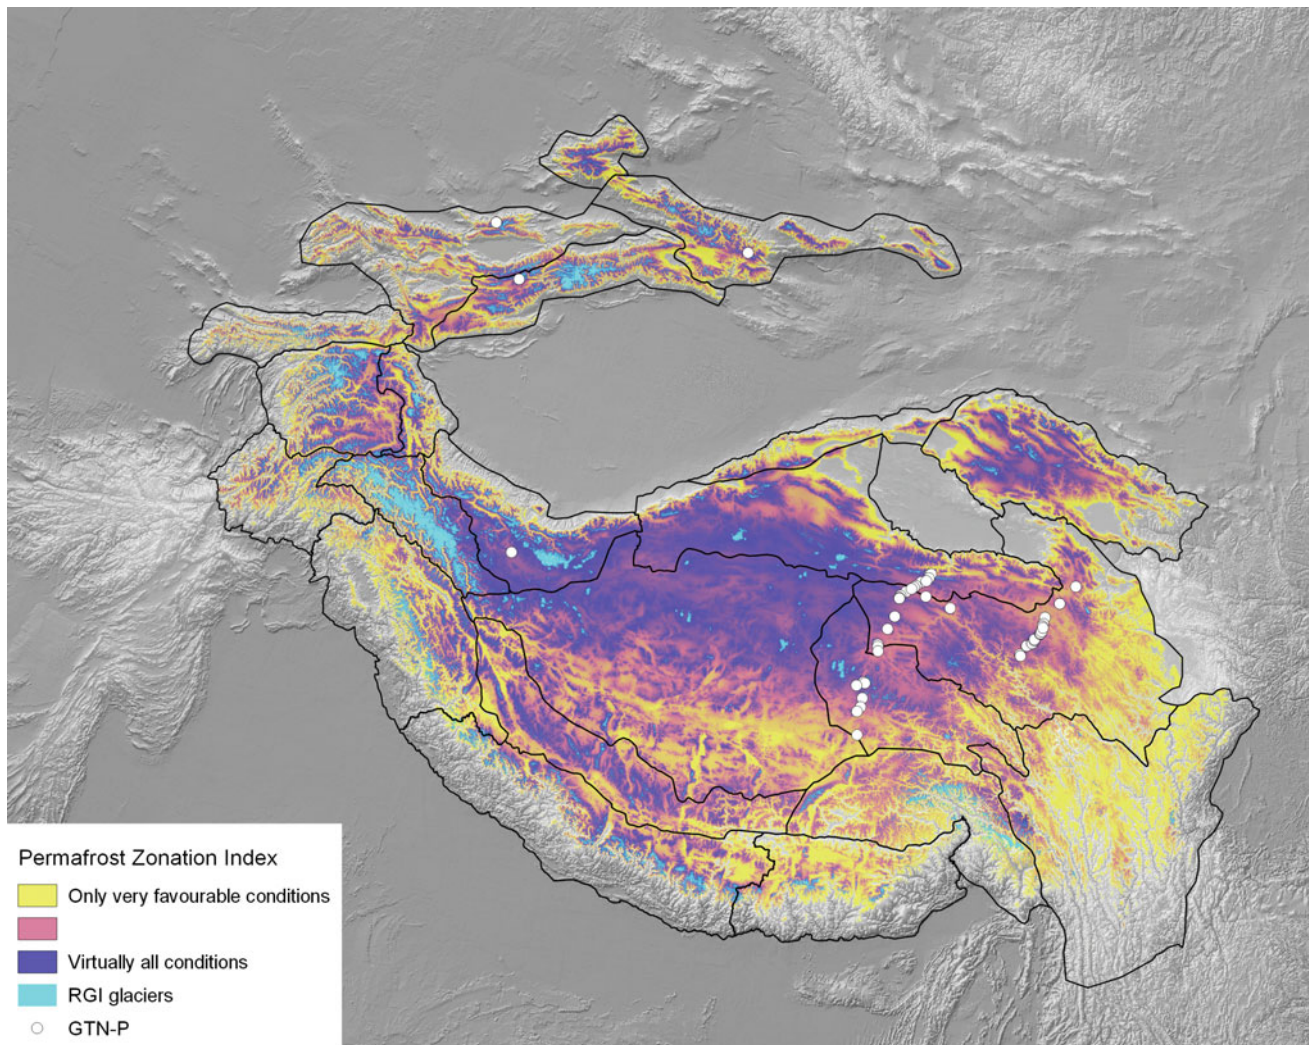 Permafrost Zonation Index
Only very favourable conditions
Virtually all conditions
RGI glaciers
GTN-P